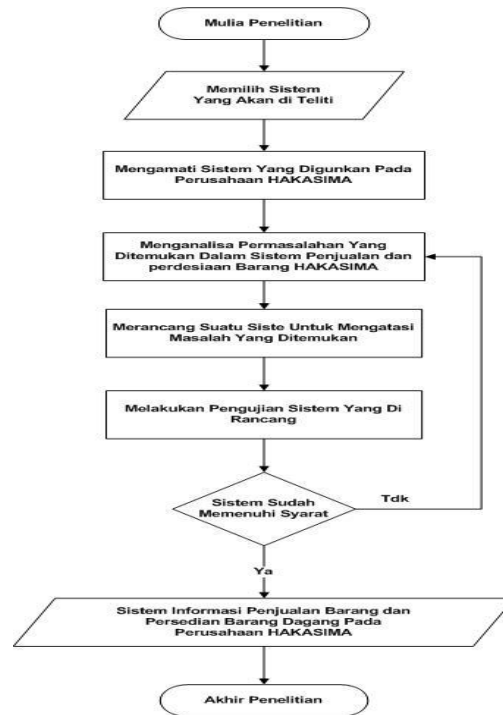 Mulia Penelitian
Memilih Sistem
Yang Akan di Teliti
Mengamati Sistem Yang Digunkan Pada
Perusahaan HAKASIMA
Menganalisa Permasalahan Yang
Ditemukan Dalam Sistem Penjualan dan
perdesiaan Barang HAKASIMA
Merancang Suatu Siste Untuk Mengatasi
Masalah Yang Ditemukan
Melakukan Pengujian Sistem Yang Di
Rancang
Sistem Sudah
Memenuhi Syarat
Tdk
Ya
Sistem Informasi Penjualan Barang dan
Persedian Barang Dagang Pada
Perusahaan HAKASIMA
Akhir Penelitian